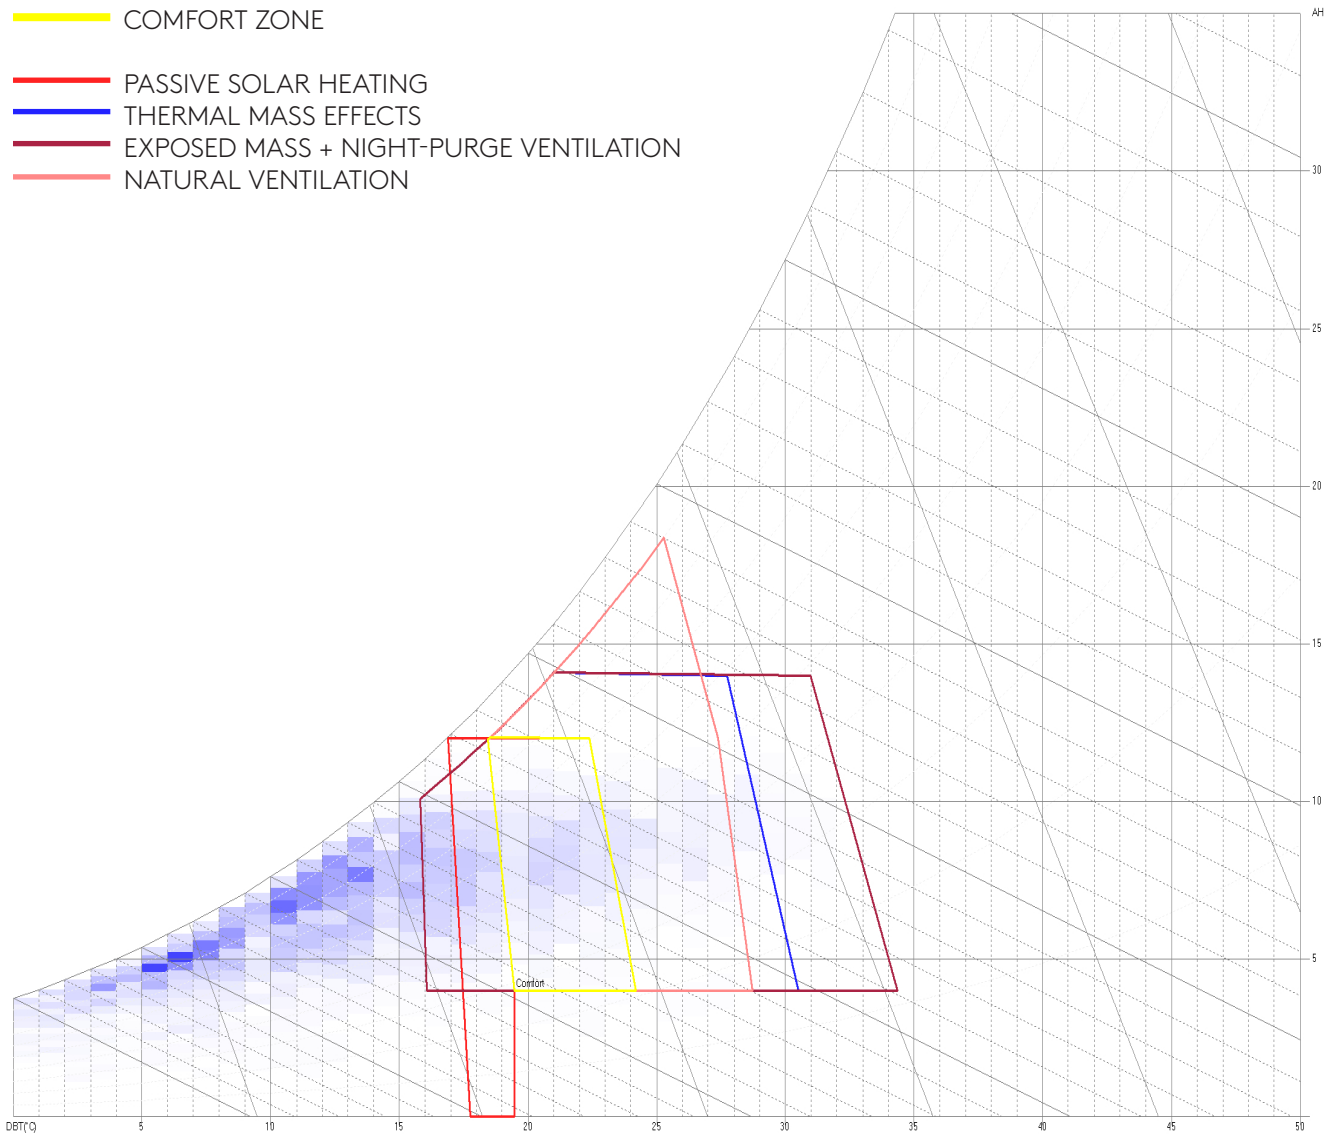 COMFORT ZONE
PASSIVE SOLAR HEATING
THERMAL MASS EFFECTS
EXPOSED MASS + NIGHT-PURGE VENTILATION
NATURAL VENTILATION
AH
30
25
20
15
10
5
Comfort
DBT(°C) 5 10 15 20 25 30 35 40 45 50